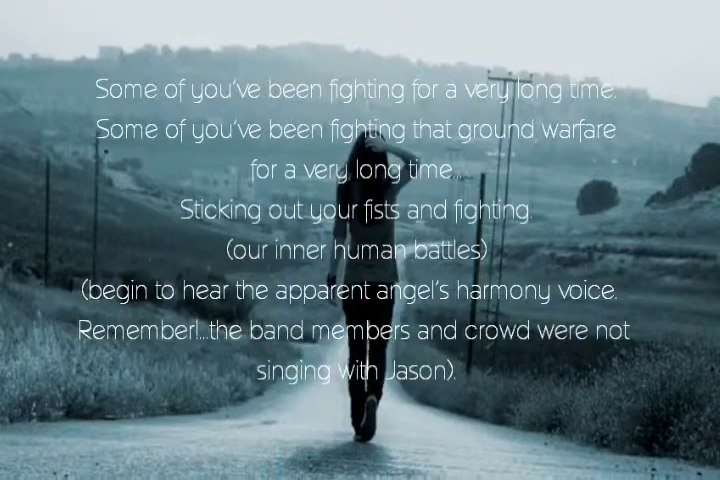 Some of you've been fighting for a very long time.
Some of you've been fighting that ground warfare
for a very long time...
Sticking out your fists and fighting.
(our inner human battles)
(begin to hear the apparent angel's harmony voice.
Remember!...the band members and crowd were not
singing with Jason).